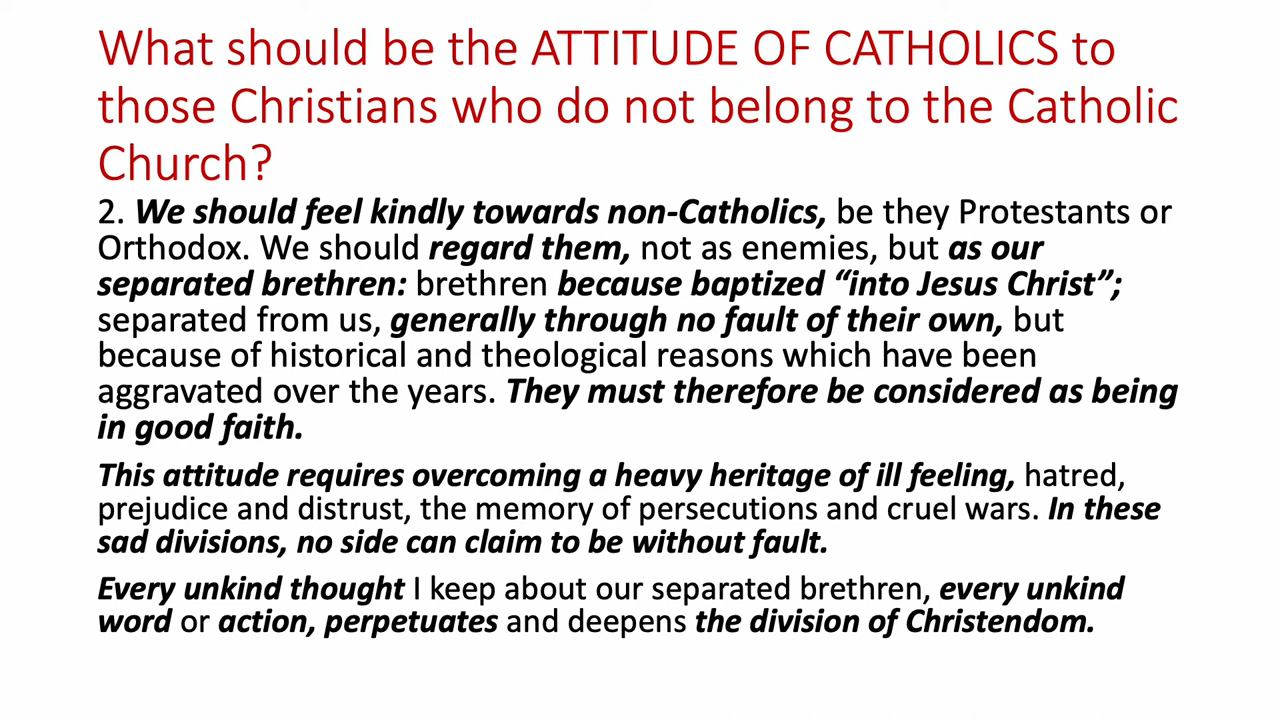 What should be the ATTITUDE OF CATHOLICS to
those Christians who do not belong to the Catholic
Church?
2. We should feel kindly towards non-Catholics, be they Protestants or
Orthodox. We should regard them, not as enemies, but as our
separated brethren: brethren because baptized “into Jesus Christ”;
separated from us, generally through no fault of their own, but
because of historical and theological reasons which have been
aggravated over the years. They must therefore be considered as being
in good faith.
This attitude requires overcoming a heavy heritage of ill feeling, hatred,
prejudice and distrust, the memory of persecutions and cruel wars. In these
sad divisions, no side can claim to be without fault.
Every unkind thought I keep about our separated brethren, every unkind
word or action, perpetuates and deepens the division of Christendom.